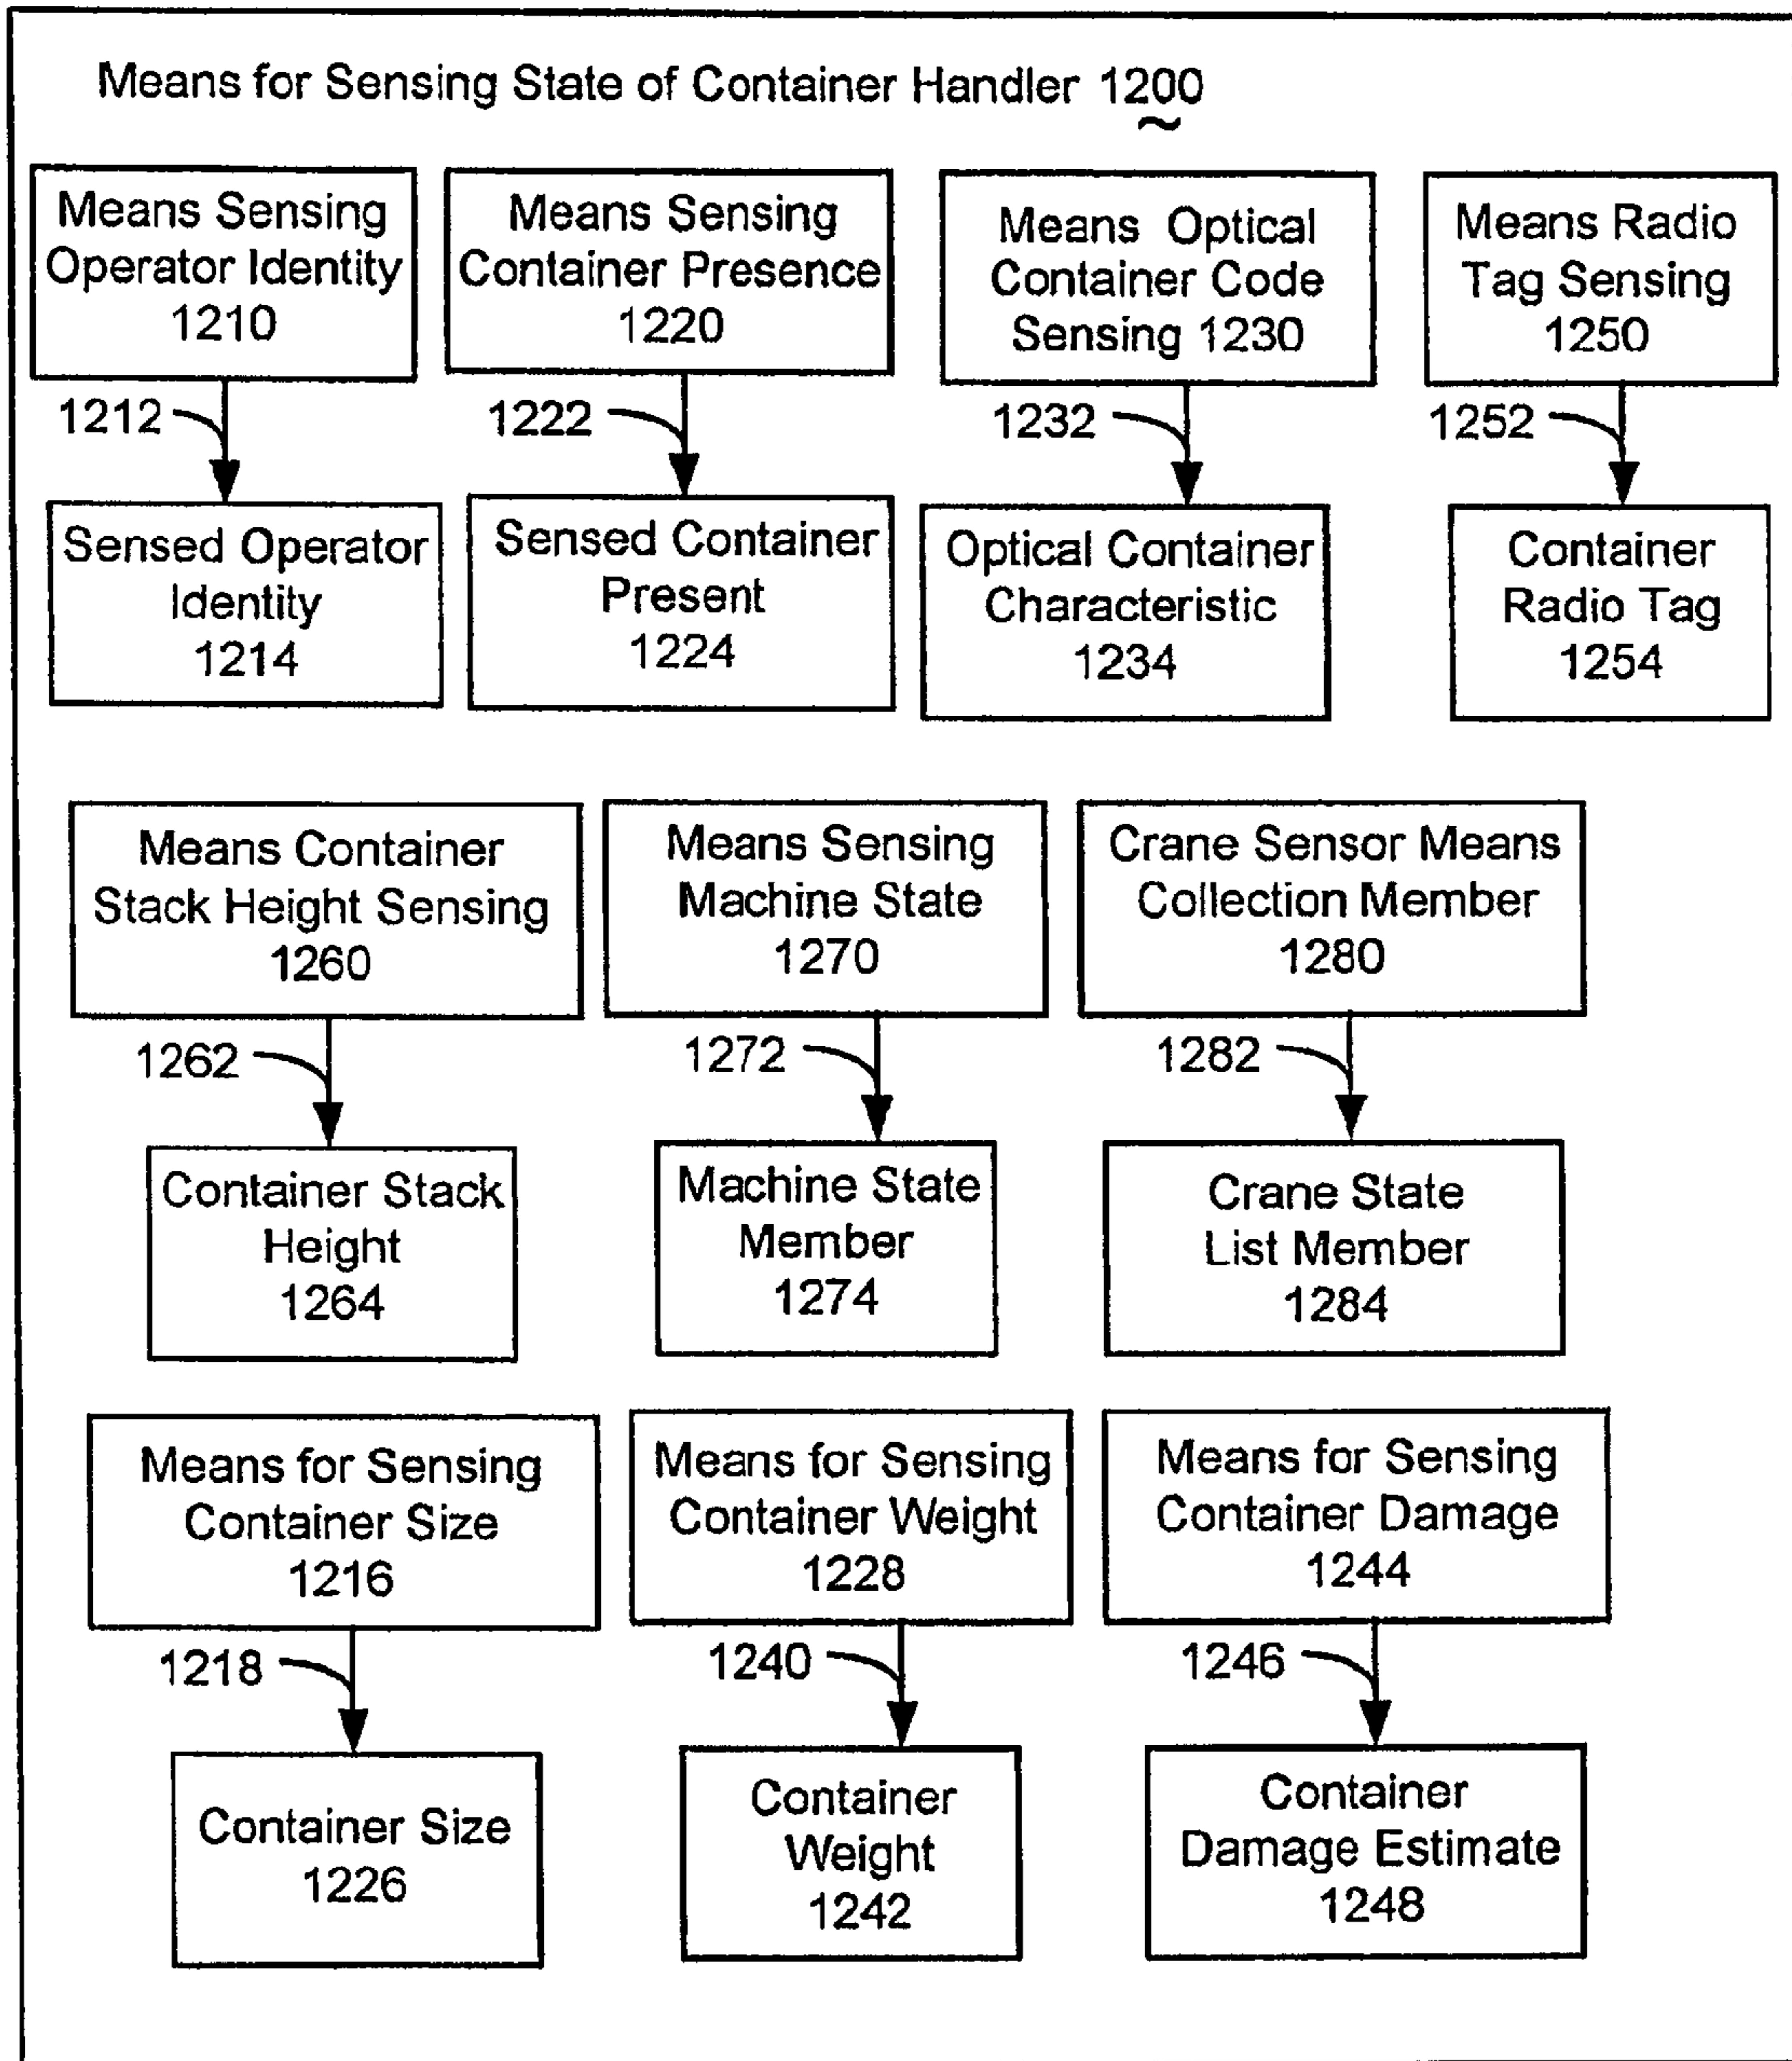 Means for Sensing State of Container Handler 1200
Means Sensing
Operator Identity
1210
Means Sensing
Container Presence
1220
Means Optical
Container Code
Sensing 1230
Means Radio
Tag Sensing
1250
1212
1222
1232
1252
Sensed Operator
Identity
1214
Sensed Container
Present
1224
Optical Container
Characteristic
1234
Container
Radio Tag
1254
Means Container
Stack Height Sensing
1260
Means Sensing
Machine State
1270
Crane Sensor Means
Collection Member
1280
1262
1272
1282
Container Stack
Height
1264
Machine State
Member
1274
Crane State
List Member
1284
Means for Sensing
Container Size
1216
Means for Sensing
Container Weight
1228
Means for Sensing
Container Damage
1244
1218
1240
1246
Container Size
1226
Container
Weight
1242
Container
Damage Estimate
1248